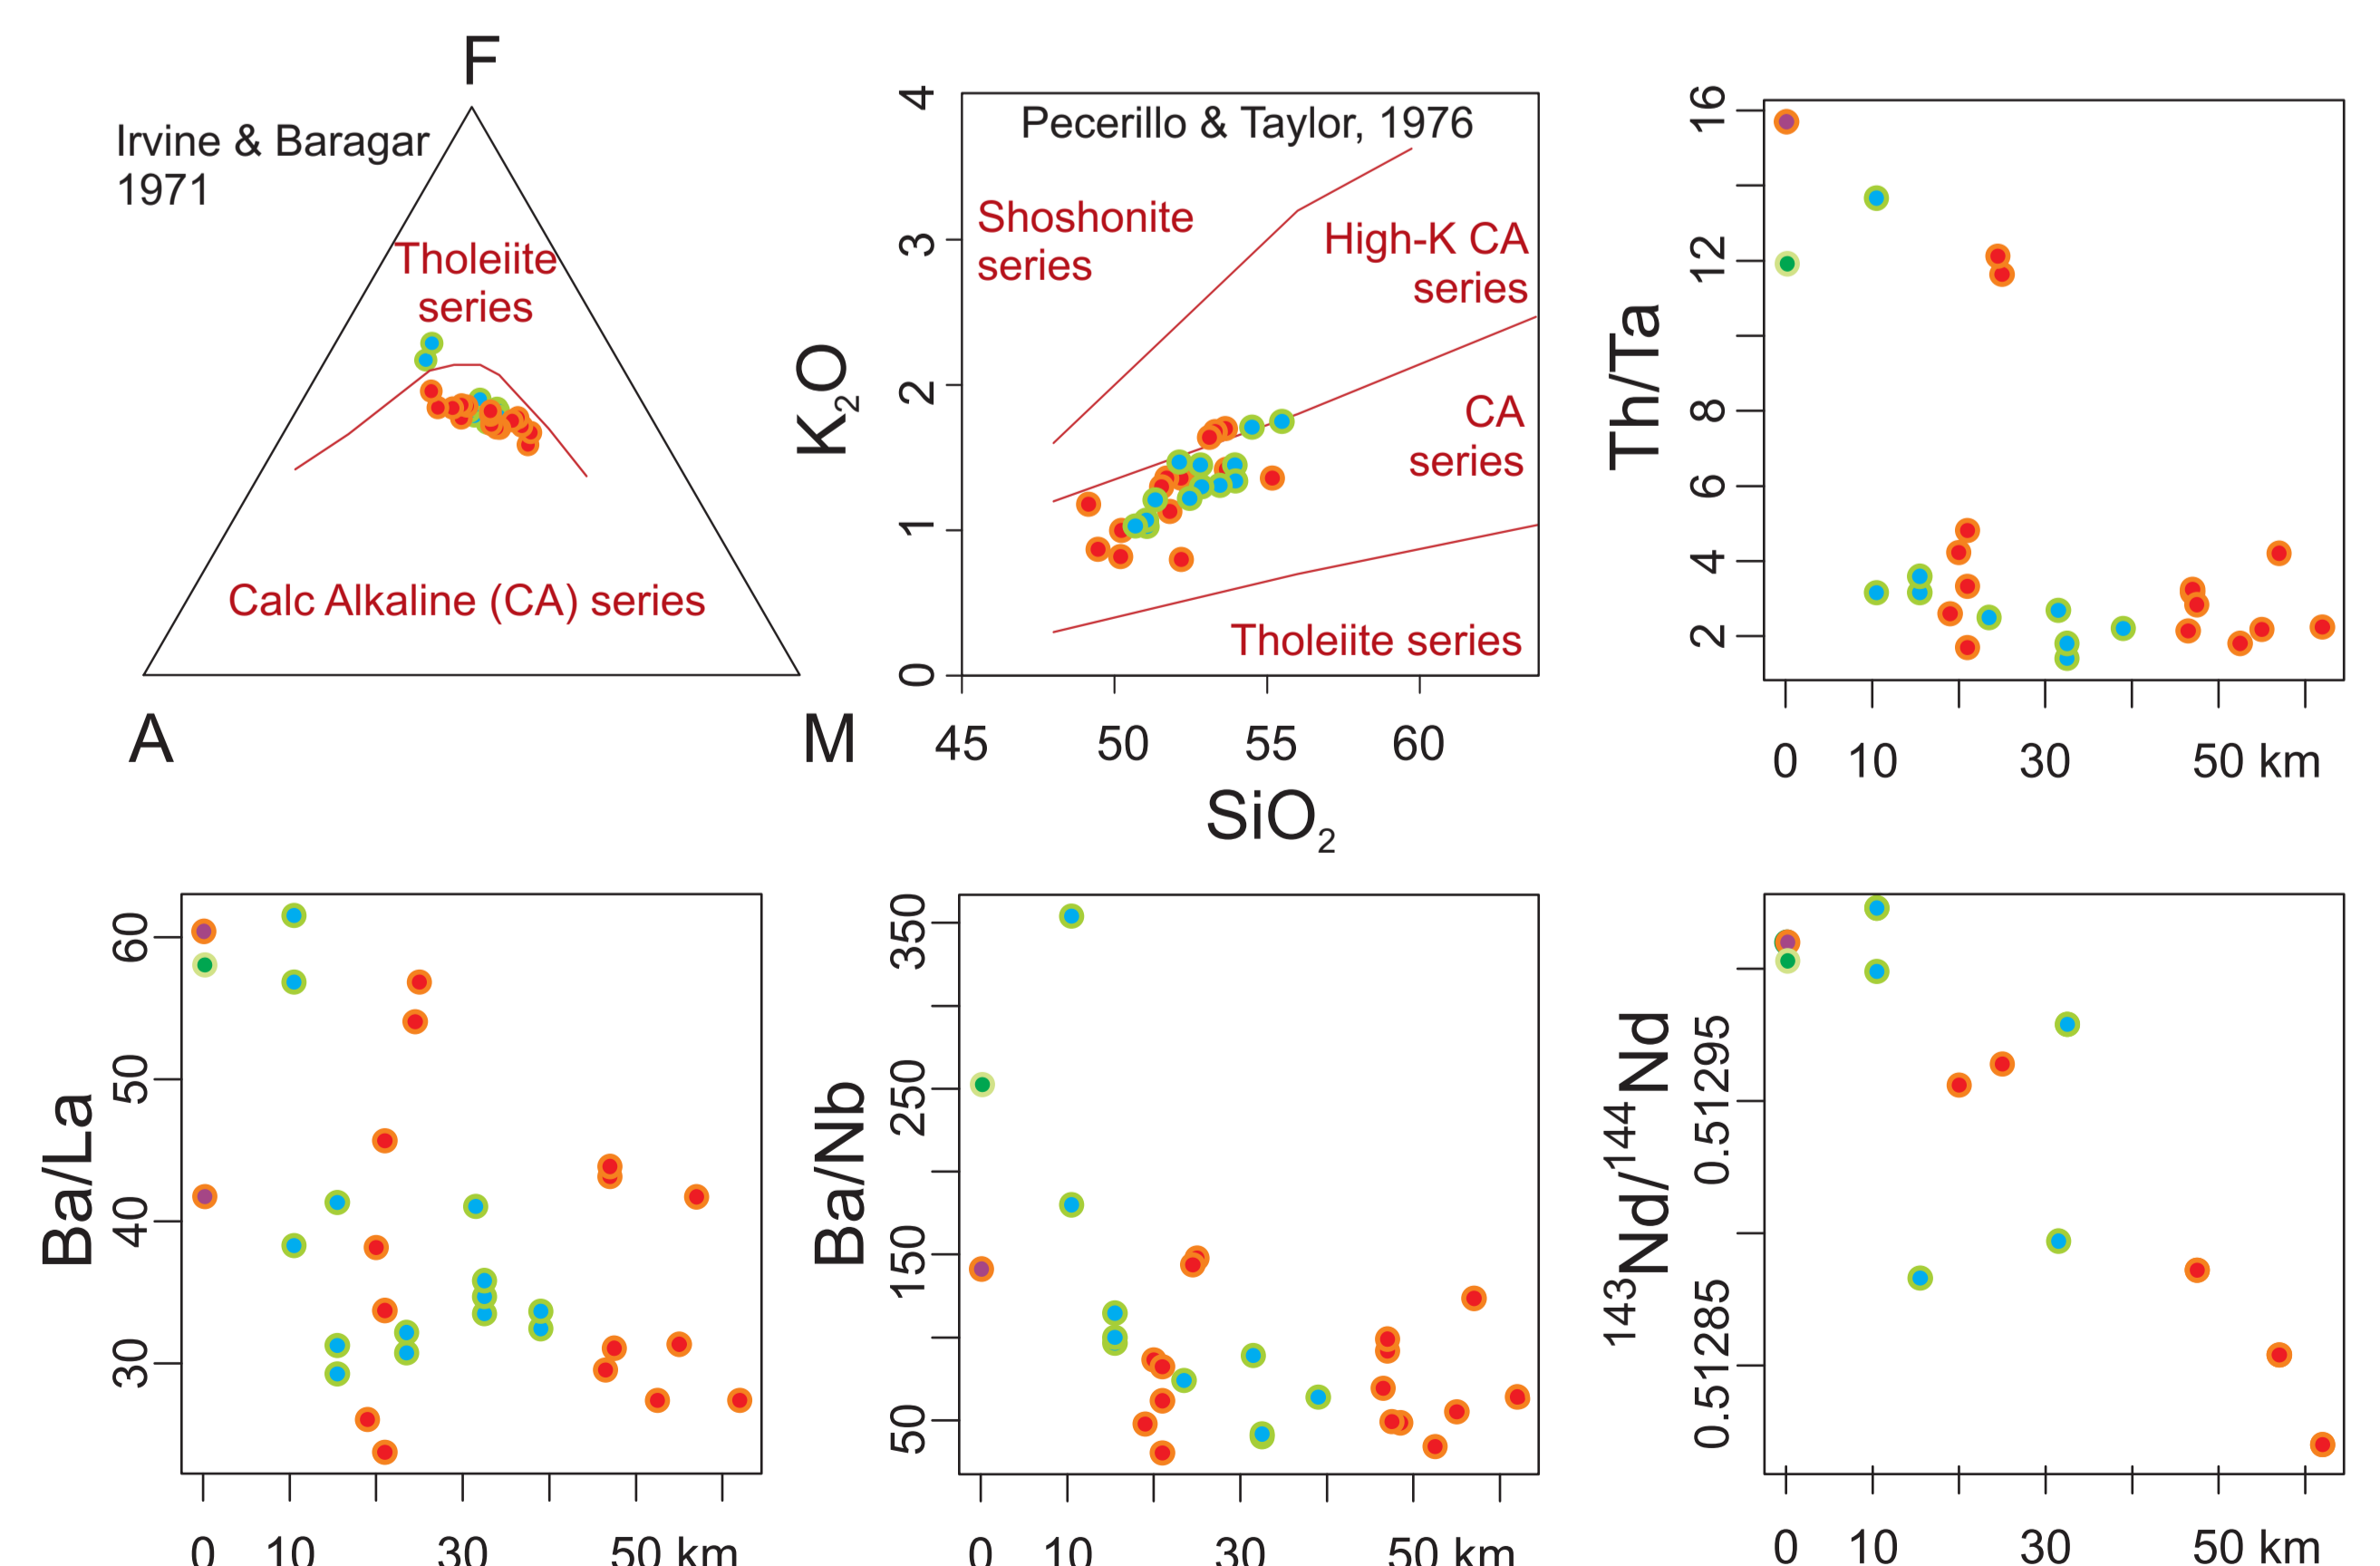 F
Irvine & Baragar
1971
Tholeiite
series
Calc Alkaline (CA) series
A
M
Pecerillo & Taylor, 1976
Shoshonite
series
High-K CA
series
CA
series
Tholeiite series
K₂O
0 1 2 3 4
45 50 55 60
SiO₂
Th/Ta
2 4 6 8 12 16
0 10 30 50 km
Ba/La
30 40 50 60
0 10 30 50 km
Ba/Nb
50 150 250 350
0 10 30 50 km
¹⁴³Nd/¹⁴⁴Nd
0.51285 0.51295
0 10 30 50 km